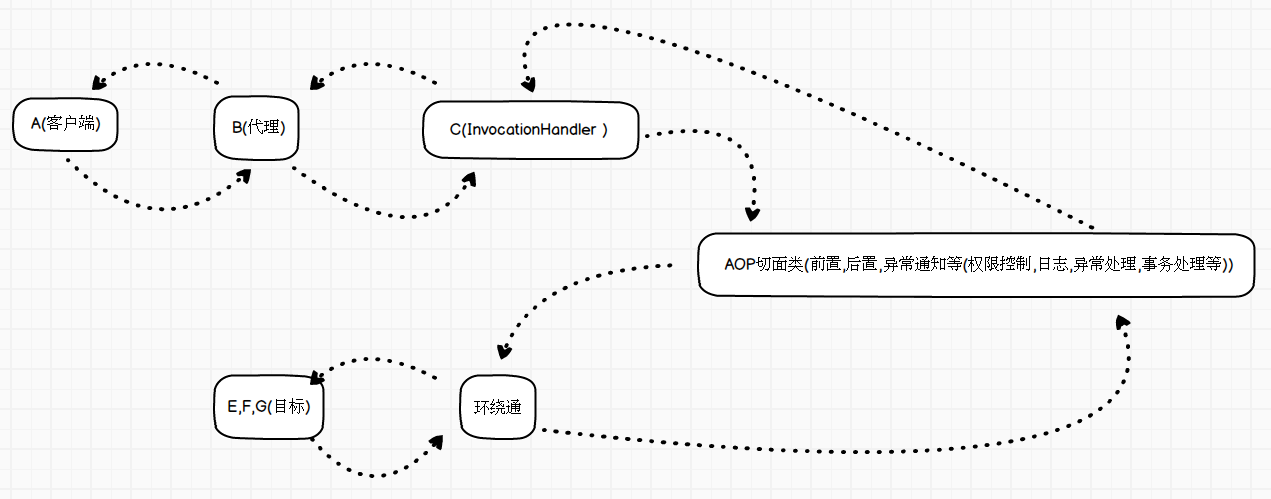 A(客户端)
B(代理)
C(InvocationHandler )
AOP切面类(前置,后置,异常通知等(权限控制,日志,异常处理,事务处理等))
E,F,G(目标)
环绕通